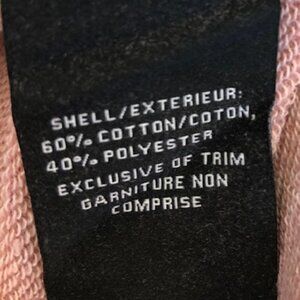 SHELL/EXTERIEUR:
60% COTTON/COTON,
40% POLYESTER
EXCLUSIVE OF TRIM
GARNITURE NON
COMPRISE